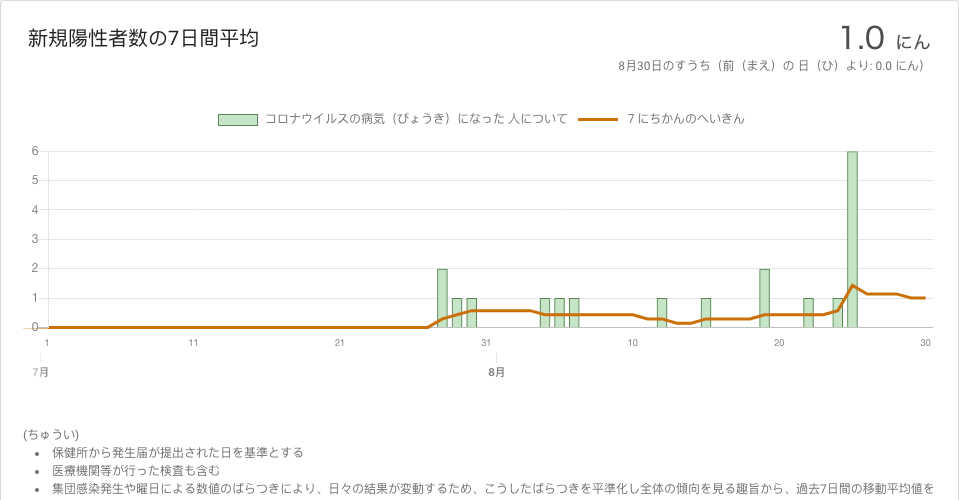 新規陽性者数の7日間平均
1.0 にん
8月30日のすうち（前（まえ）の 日（ひ）より: 0.0 にん）
コロナウイルスの病気（びょうき）になった 人について
7 にちかんのへいきん
6
5
4
3
2
1
0
1 11 21 31 10 20 30
7月 8月
(ちゅうい)
• 保健所から発生届が提出された日を基準とする
• 医療機関等が行った検査も含む
• 集団感染発生や曜日による数値のばらつきにより、日々の結果が変動するため、こうしたばらつきを平準化し全体の傾向を見る趣旨から、過去7日間の移動平均値を